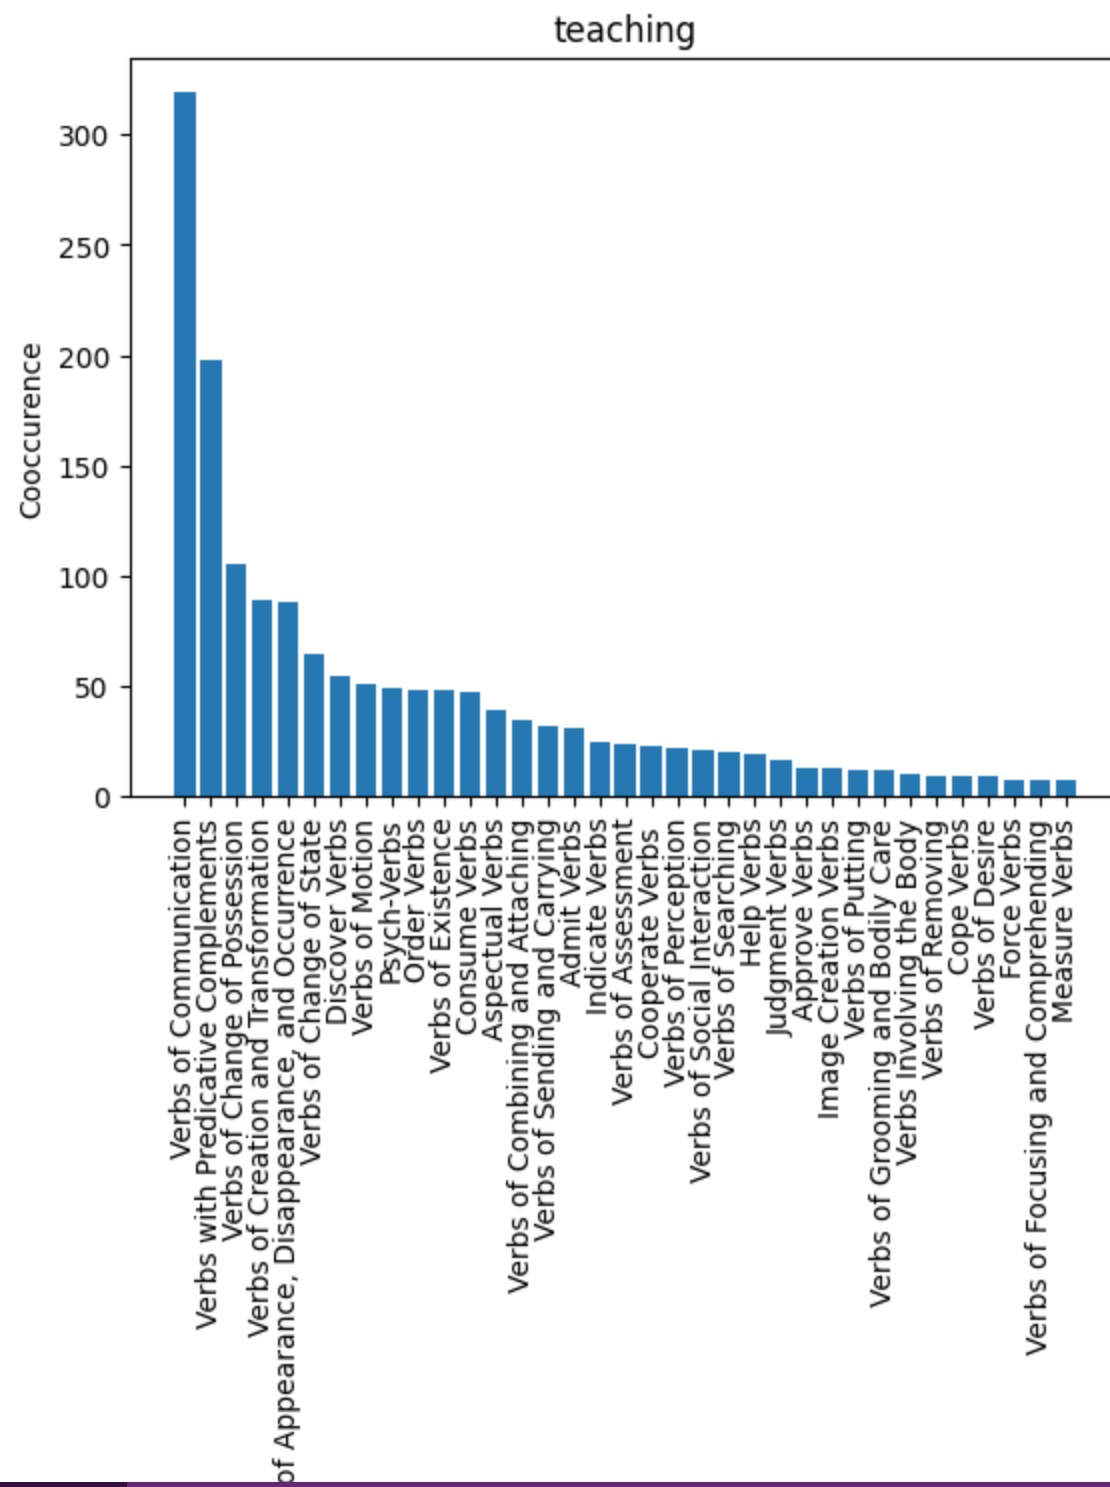 teaching
Cooccurence
300
250
200
150
100
50
0
Verbs of Communication
Verbs with Predicative Complements
Verbs of Change of Possession
Verbs of Creation and Transformation
of Appearance, Disappearance, and Occurrence
Verbs of Change of State
Discover Verbs
Verbs of Motion
Psych-Verbs
Order Verbs
Verbs of Existence
Consume Verbs
Aspectual Verbs
Verbs of Combining and Attaching
Verbs of Sending and Carrying
Admit Verbs
Indicate Verbs
Verbs of Assessment
Cooperate Verbs
Verbs of Perception
Verbs of Social Interaction
Verbs of Searching
Help Verbs
Judgment Verbs
Approve Verbs
Image Creation Verbs
Verbs of Putting
Verbs of Grooming and Bodily Care
Verbs Involving the Body
Verbs of Removing
Cope Verbs
Verbs of Desire
Force Verbs
Verbs of Focusing and Comprehending
Measure Verbs